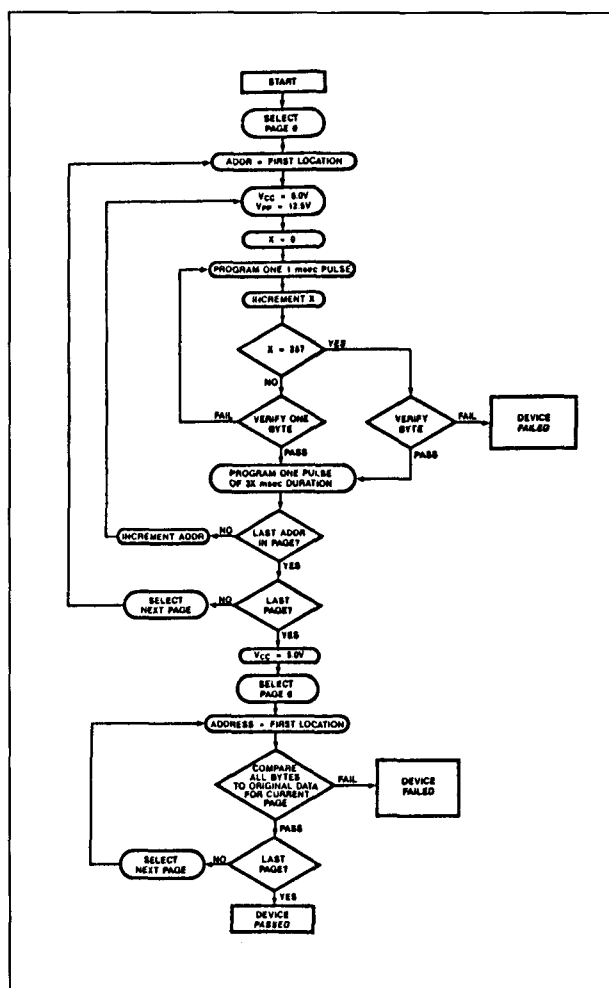 START
SELECT
PAGE 0
ADDR = FIRST LOCATION
VCC = 6.0V
VPP = 12.5V
X = 0
PROGRAM ONE 1 msec PULSE
INCREMENT X
X =
YES
NO
FAIL
VERIFY ONE
BYTE
PASS
VERIFY
BYTE
FAIL
PASS
DEVICE
FAILED
PROGRAM ONE PULSE
OF 3X msec DURATION
INCREMENT ADDR
NO
LAST ADDR
IN PAGE?
YES
SELECT
NEXT PAGE
NO
LAST
PAGE?
YES
VCC = 5.0V
SELECT
PAGE 0
ADDRESS = FIRST LOCATION
COMPARE
ALL BYTES
TO ORIGINAL DATA
FOR CURRENT
PAGE
FAIL
DEVICE
FAILED
PASS
SELECT
NEXT PAGE
NO
LAST
PAGE?
YES
DEVICE
PASSED